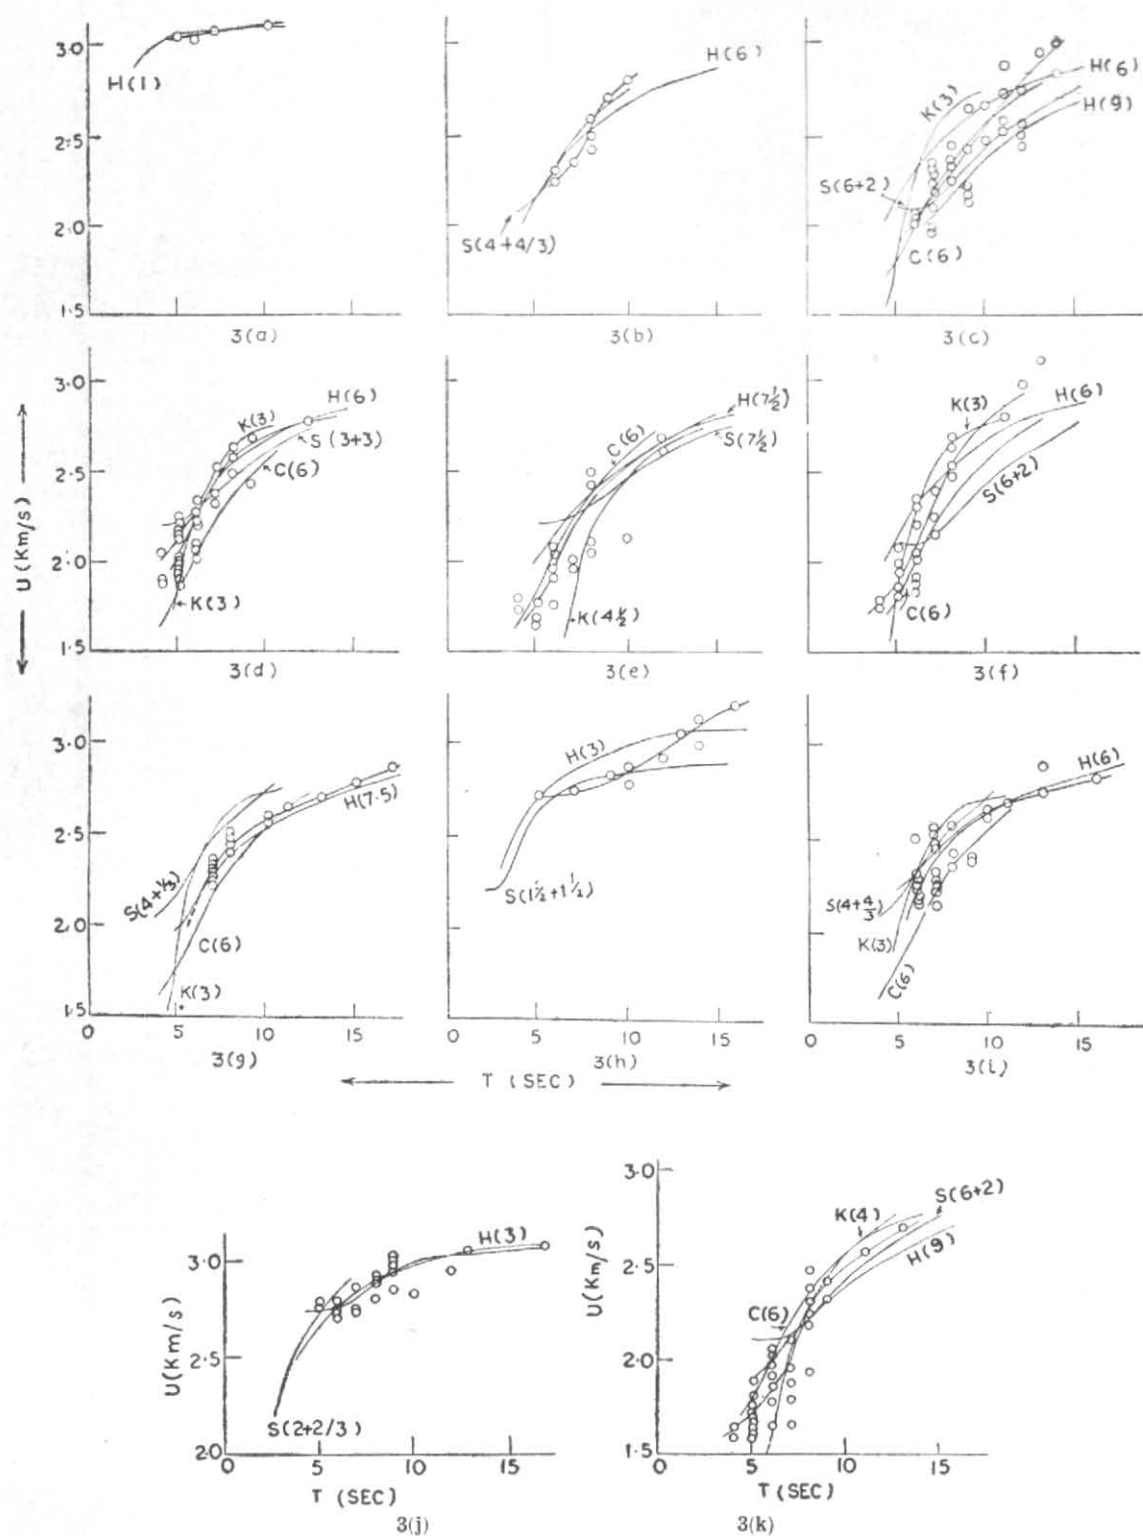 3·0
2·5
2·0
1·5
H(1)
3(a)
H(6)
S(4+4/3)
3(b)
K(3)
H(6)
H(9)
S(6+2)
C(6)
3(c)
U (Km/s)
3·0
2·5
2·0
1·5
K(3)
H(6)
S(3+3)
C(6)
K(3)
3(d)
C(6)
H(7½)
S(7½)
K(4½)
3(e)
K(3)
H(6)
S(6+2)
C(6)
3(f)
3·0
2·5
2·0
1·5
S(4+⅓)
H(7·5)
C(6)
K(3)
0 5 10 15
3(g)
H(3)
S(1½+1½)
0 5 10 15
3(h)
H(6)
S(4+4/3)
K(3)
C(6)
0 5 10 15
3(i)
T (SEC)
U(Km/s)
3·0
2·5
2·0
H(3)
S(2+2/3)
0 5 10 15
T (SEC)
3(j)
U(Km/s)
3·0
2·5
2·0
1·5
K(4)
S(6+2)
H(9)
C(6)
0 5 10 15
T (SEC)
3(k)